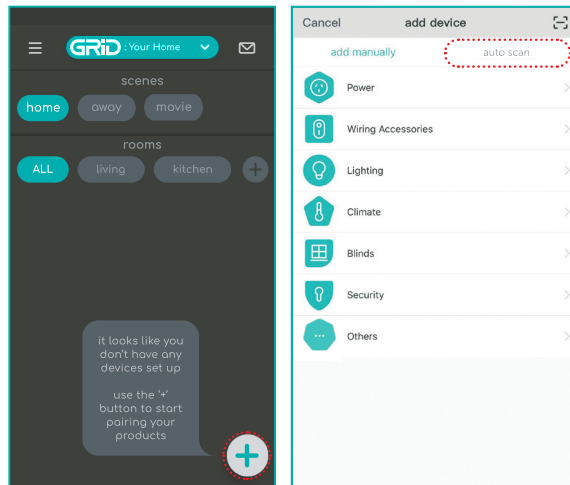 GRiD : Your Home
scenes
home away movie
rooms
ALL living kitchen +
it looks like you
don't have any
devices set up
use the '+'
button to start
pairing your
products
+
Cancel add device
add manually auto scan
Power
Wiring Accessories
Lighting
Climate
Blinds
Security
Others